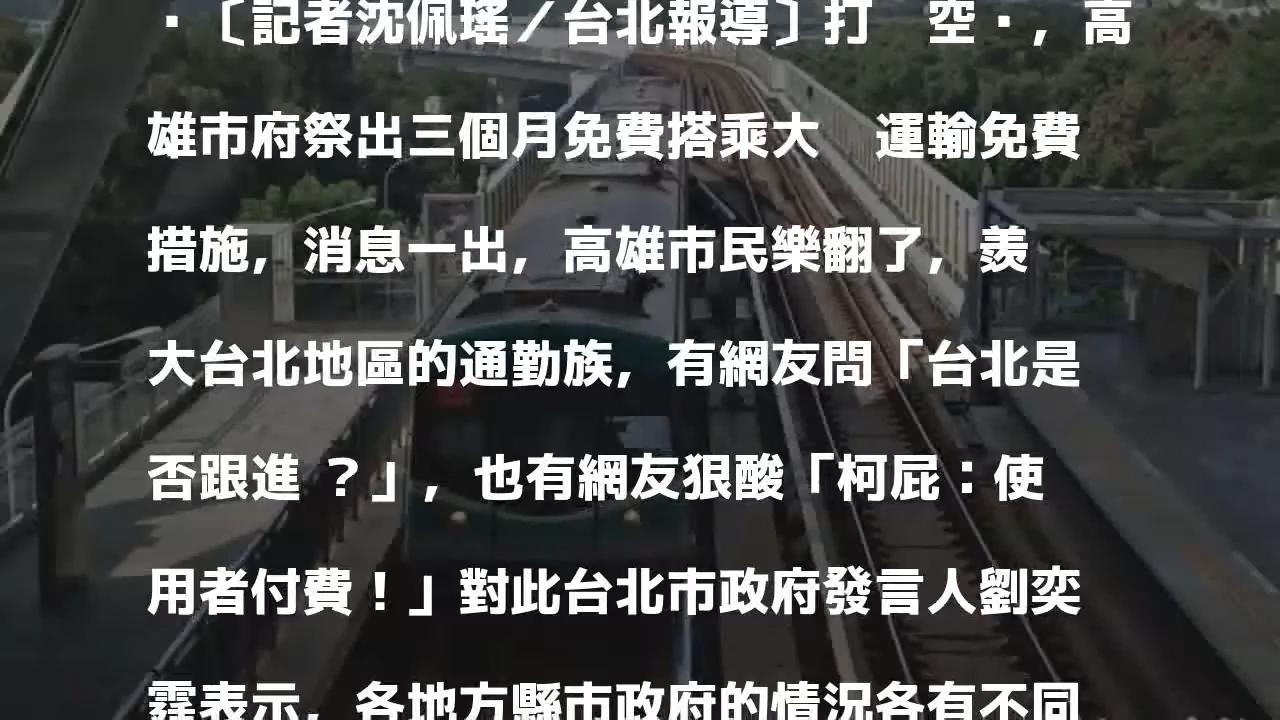 ·〔記者沈佩瑤／台北報導〕打 空·，高
雄市府祭出三個月免費搭乘大 運輸免費
措施，消息一出，高雄市民樂翻了，羨
大台北地區的通勤族，有網友問「台北是
否跟進 ？」，也有網友狠酸「柯屁：使
用者付費！」對此台北市政府發言人劉奕
霆表示，各地方縣市政府的情況各有不同